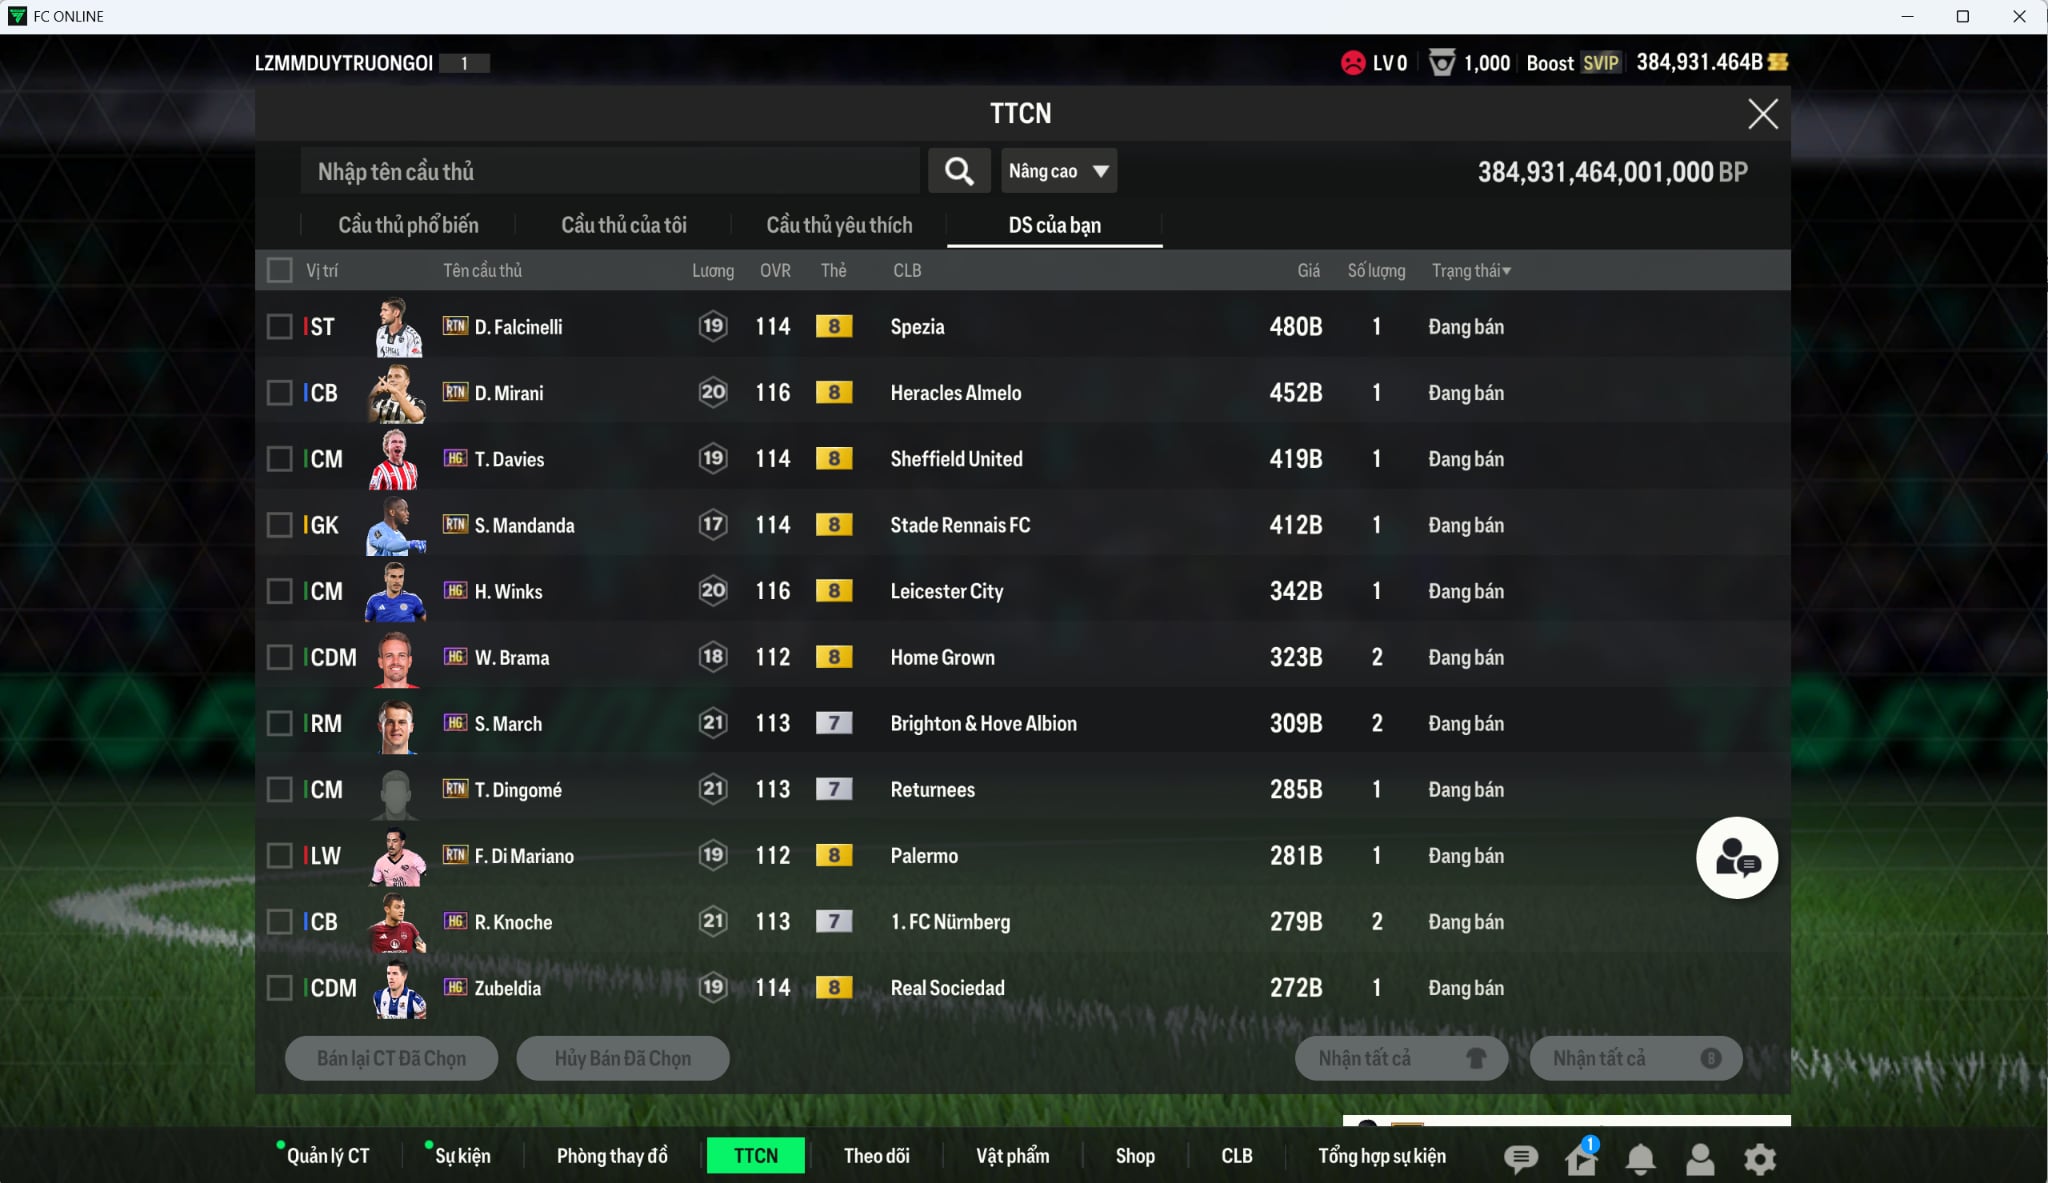 FC ONLINE
LZMMDUYTRUONGOI 1
LV 0 1,000 Boost SVIP 384,931.464B
TTCN
Nhập tên cầu thủ Nâng cao 384,931,464,001,000 BP
Cầu thủ phổ biến Cầu thủ của tôi Cầu thủ yêu thích DS của bạn
Vị trí Tên cầu thủ Lương OVR Thẻ CLB Giá Số lượng Trạng thái
ST RTN D. Falcinelli 19 114 8 Spezia 480B 1 Đang bán
CB RTN D. Mirani 20 116 8 Heracles Almelo 452B 1 Đang bán
CM HG T. Davies 19 114 8 Sheffield United 419B 1 Đang bán
GK RTN S. Mandanda 17 114 8 Stade Rennais FC 412B 1 Đang bán
CM HG H. Winks 20 116 8 Leicester City 342B 1 Đang bán
CDM HG W. Brama 18 112 8 Home Grown 323B 2 Đang bán
RM HG S. March 21 113 7 Brighton & Hove Albion 309B 2 Đang bán
CM RTN T. Dingomé 21 113 7 Returnees 285B 1 Đang bán
LW RTN F. Di Mariano 19 112 8 Palermo 281B 1 Đang bán
CB HG R. Knoche 21 113 7 1. FC Nürnberg 279B 2 Đang bán
CDM HG Zubeldia 19 114 8 Real Sociedad 272B 1 Đang bán
Bán lại CT Đã Chọn Hủy Bán Đã Chọn Nhận tất cả Nhận tất cả 8
Quản lý CT Sự kiện Phòng thay đồ TTCN Theo dõi Vật phẩm Shop CLB Tổng hợp sự kiện 1